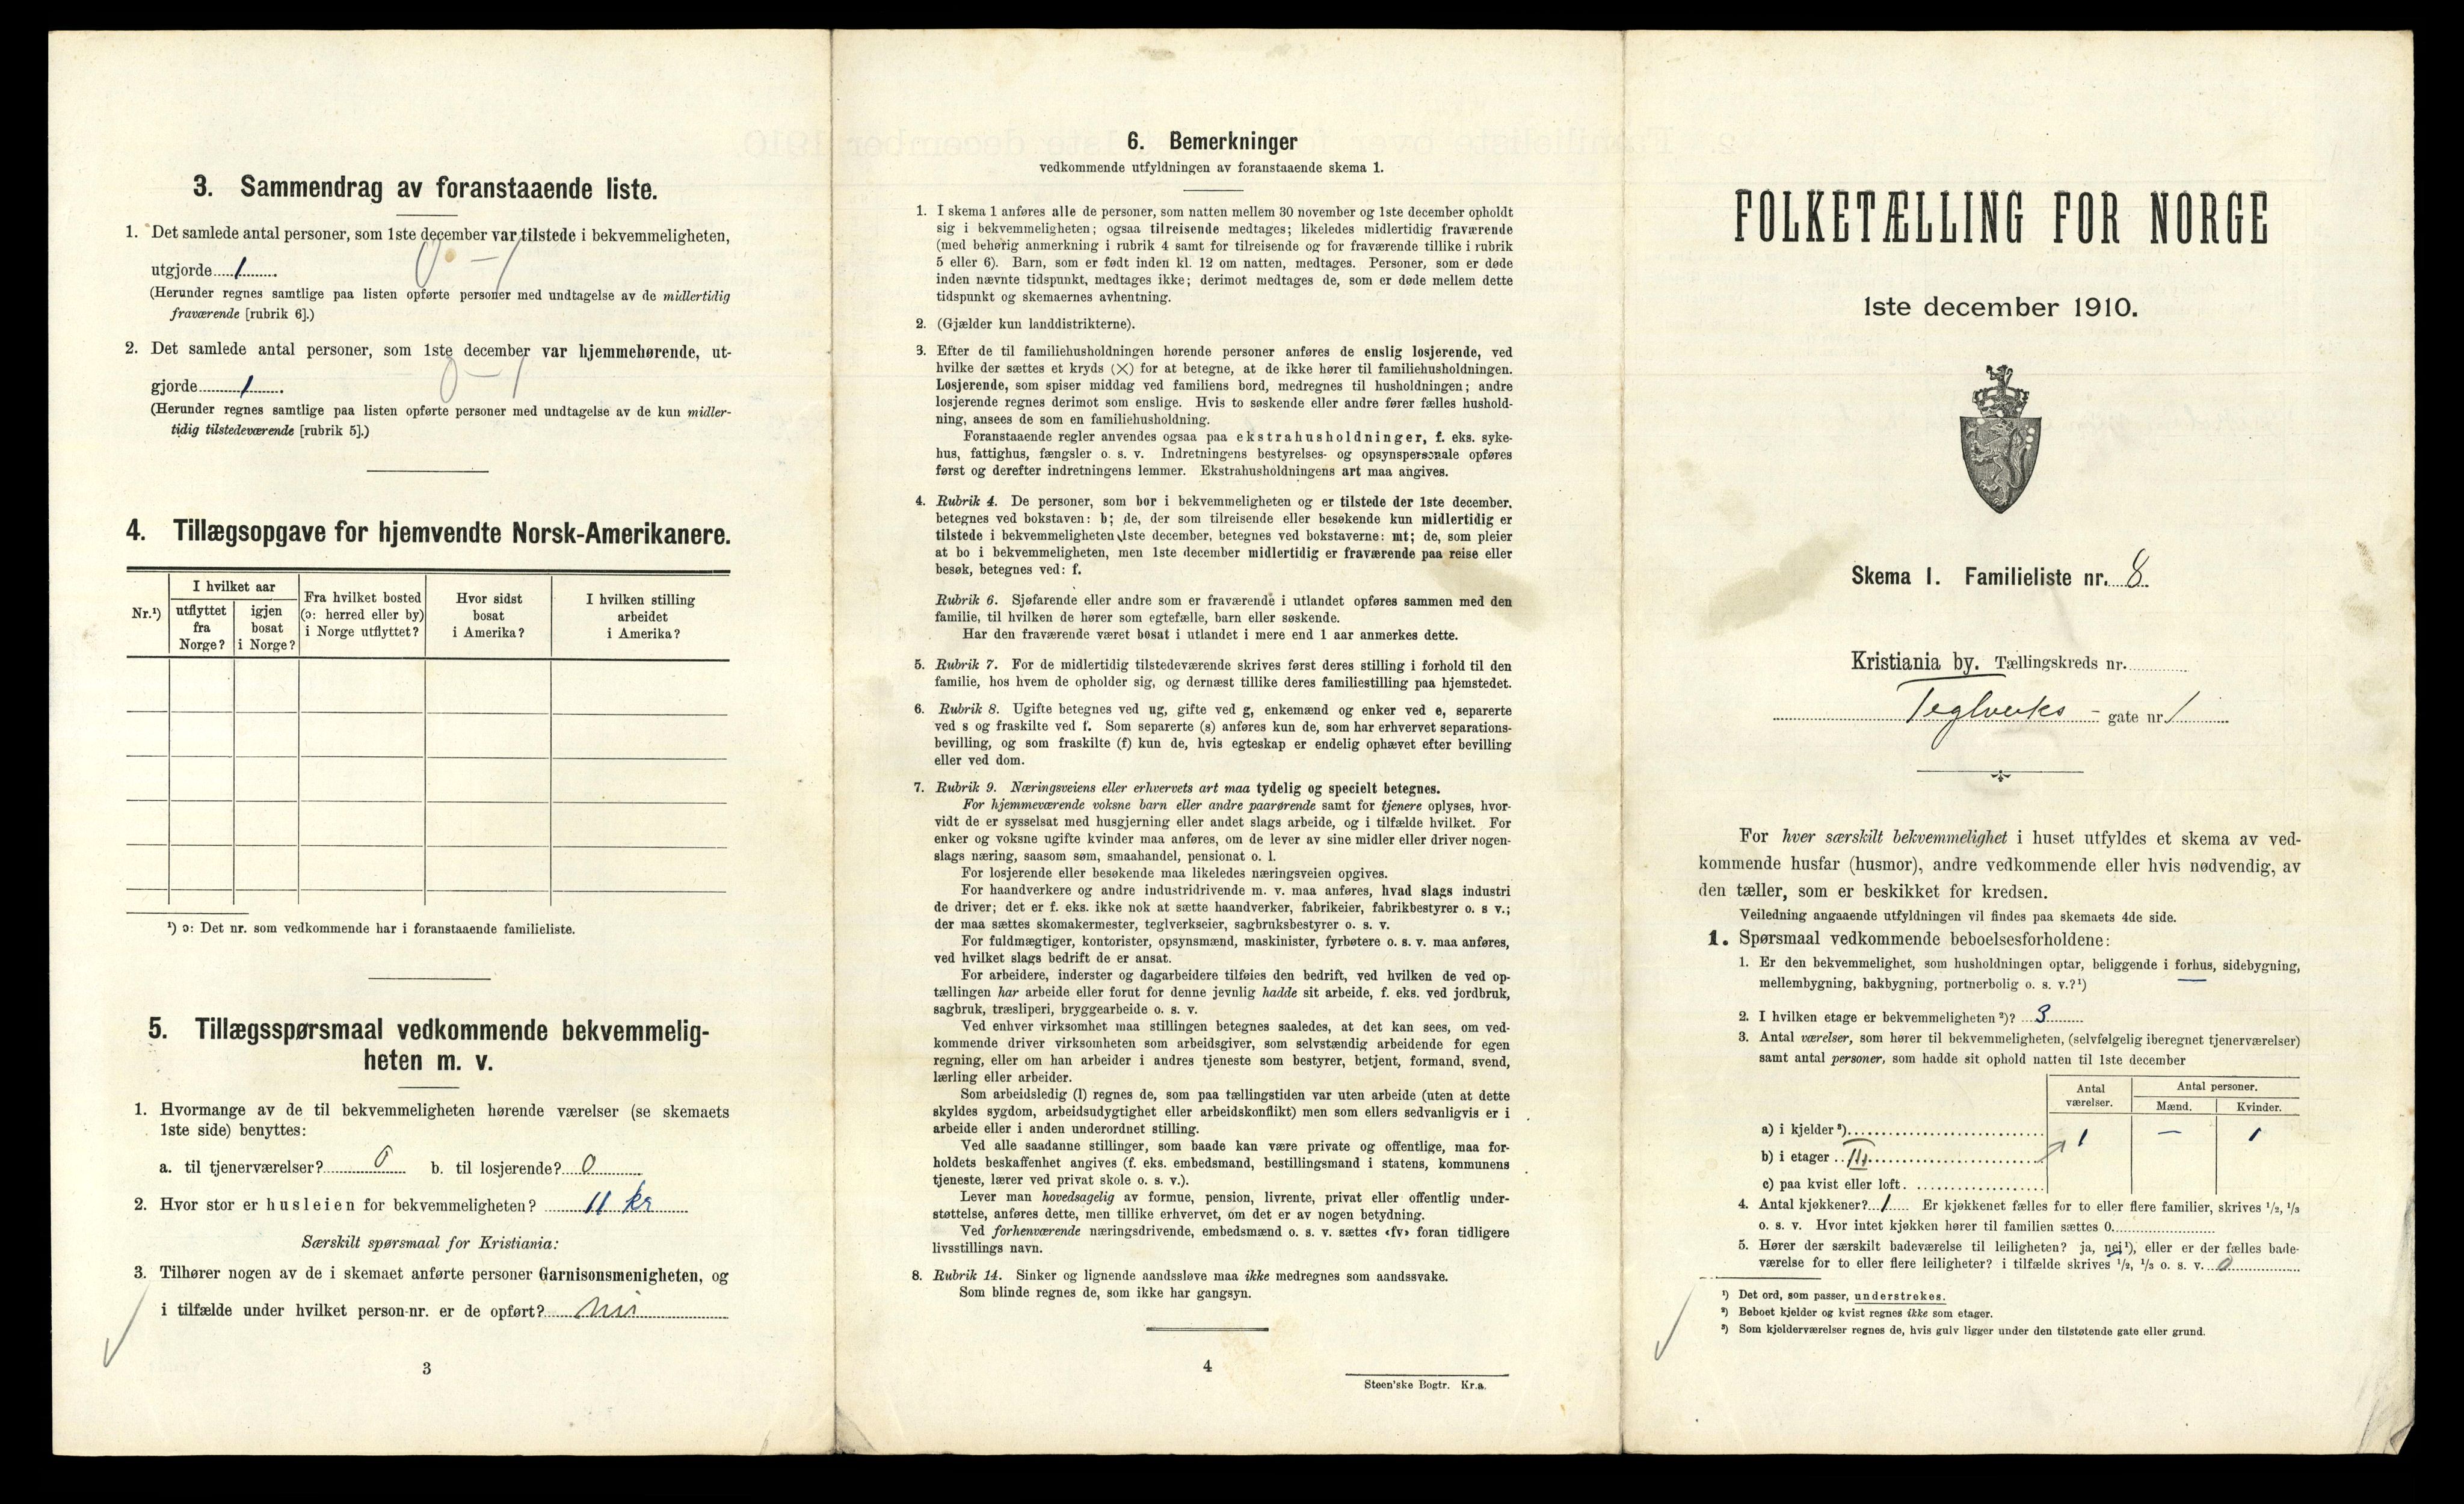 3. Sammendrag av foranstaaende liste.
1. Det samlede antal personer, som 1ste december var tilstede i bekvemmeligheten,
utgjorde 1
0 – 1
(Herunder regnes samtlige paa listen opførte personer med undtagelse av de midlertidig
fraværende [rubrik 6].)
2. Det samlede antal personer, som 1ste december var hjemmehørende, ut-
gjorde 1
0 – 1
(Herunder regnes samtlige paa listen opførte personer med undtagelse av de kun midler-
tidig tilstedeværende [rubrik 5].)
4. Tillægsopgave for hjemvendte Norsk-Amerikanere.
Nr.¹)
I hvilket aar
utflyttet fra Norge?
igjen bosat i Norge?
Fra hvilket bosted (ɔ: herred eller by) i Norge utflyttet?
Hvor sidst bosat i Amerika?
I hvilken stilling arbeidet i Amerika?
¹) ɔ: Det nr. som vedkommende har i foranstaaende familieliste.
5. Tillægsspørsmaal vedkommende bekvemmelig-
heten m. v.
1. Hvormange av de til bekvemmeligheten hørende værelser (se skemaets
1ste side) benyttes:
a. til tjenerværelser? 0 b. til losjerende? 0
2. Hvor stor er husleien for bekvemmeligheten? 11 kr
Særskilt spørsmaal for Kristiania:
3. Tilhører nogen av de i skemaet anførte personer Garnisonsmenigheten, og
i tilfælde under hvilket person-nr. er de opført?
3
6. Bemerkninger
vedkommende utfyldningen av foranstaaende skema 1.
1. I skema 1 anføres alle de personer, som natten mellem 30 november og 1ste december opholdt
sig i bekvemmeligheten; ogsaa tilreisende medtages; likeledes midlertidig fraværende
(med behørig anmerkning i rubrik 4 samt for tilreisende og for fraværende tillike i rubrik
5 eller 6). Barn, som er født inden kl. 12 om natten, medtages. Personer, som er døde
inden nævnte tidspunkt, medtages ikke; derimot medtages de, som er døde mellem dette
tidspunkt og skemaernes avhentning.
2. (Gjælder kun landdistrikterne).
3. Efter de til familiehusholdningen hørende personer anføres de enslig losjerende, ved
hvilke der sættes et kryds (×) for at betegne, at de ikke hører til familiehusholdningen.
Losjerende, som spiser middag ved familiens bord, medregnes til husholdningen; andre
losjerende regnes derimot som enslige. Hvis to søskende eller andre fører fælles hushold-
ning, ansees de som en familiehusholdning.
Foranstaaende regler anvendes ogsaa paa ekstrahusholdninger, f. eks. syke-
hus, fattighus, fængsler o. s. v. Indretningens bestyrelses- og opsynspersonale opføres
først og derefter indretningens lemmer. Ekstrahusholdningens art maa angives.
4. Rubrik 4. De personer, som bor i bekvemmeligheten og er tilstede der 1ste december,
betegnes ved bokstaven: b; de, der som tilreisende eller besøkende kun midlertidig er
tilstede i bekvemmeligheten 1ste december, betegnes ved bokstaverne: mt; de, som pleier
at bo i bekvemmeligheten, men 1ste december midlertidig er fraværende paa reise eller
besøk, betegnes ved: f.
Rubrik 6. Sjøfarende eller andre som er fraværende i utlandet opføres sammen med den
familie, til hvilken de hører som egtefælle, barn eller søskende.
Har den fraværende været bosat i utlandet i mere end 1 aar anmerkes dette.
5. Rubrik 7. For de midlertidig tilstedeværende skrives først deres stilling i forhold til den
familie, hos hvem de opholder sig, og dernæst tillike deres familiestilling paa hjemstedet.
6. Rubrik 8. Ugifte betegnes ved ug, gifte ved g, enkemænd og enker ved e, separerte
ved s og fraskilte ved f. Som separerte (s) anføres kun de, som har erhvervet separations-
bevilling, og som fraskilte (f) kun de, hvis egteskap er endelig ophævet efter bevilling
eller ved dom.
7. Rubrik 9. Næringsveiens eller erhvervets art maa tydelig og specielt betegnes.
For hjemmeværende voksne barn eller andre paarørende samt for tjenere oplyses, hvor-
vidt de er sysselsat med husgjerning eller andet slags arbeide, og i tilfælde hvilket. For
enker og voksne ugifte kvinder maa anføres, om de lever av sine midler eller driver nogen-
slags næring, saasom søm, smaahandel, pensionat o. l.
For losjerende eller besøkende maa likeledes næringsveien opgives.
For haandverkere og andre industridrivende m. v. maa anføres, hvad slags industri
de driver; det er f. eks. ikke nok at sætte haandverker, fabrikeier, fabrikbestyrer o. s v.;
der maa sættes skomakermester, teglverkseier, sagbruksbestyrer o. s. v.
For fuldmægtiger, kontorister, opsynsmænd, maskinister, fyrbøtere o. s. v. maa anføres,
ved hvilket slags bedrift de er ansat.
For arbeidere, inderster og dagarbeidere tilføies den bedrift, ved hvilken de ved op-
tællingen har arbeide eller forut for denne jevnlig hadde sit arbeide, f. eks. ved jordbruk,
sagbruk, træsliperi, bryggearbeide o. s. v.
Ved enhver virksomhet maa stillingen betegnes saaledes, at det kan sees, om ved-
kommende driver virksomheten som arbeidsgiver, som selvstændig arbeidende for egen
regning, eller om han arbeider i andres tjeneste som bestyrer, betjent, formand, svend,
lærling eller arbeider.
Som arbeidsledig (l) regnes de, som paa tællingstiden var uten arbeide (uten at dette
skyldes sygdom, arbeidsudygtighet eller arbeidskonflikt) men som ellers sedvanligvis er i
arbeide eller i anden underordnet stilling.
Ved alle saadanne stillinger, som baade kan være private og offentlige, maa for-
holdets beskaffenhet angives (f. eks. embedsmand, bestillingsmand i statens, kommunens
tjeneste, lærer ved privat skole o. s. v.).
Lever man hovedsagelig av formue, pension, livrente, privat eller offentlig under-
støttelse, anføres dette, men tillike erhvervet, om det er av nogen betydning.
Ved forhenværende næringsdrivende, embedsmænd o. s. v. sættes «fv» foran tidligere
livsstillings navn.
8. Rubrik 14. Sinker og lignende aandssløve maa ikke medregnes som aandssvake.
Som blinde regnes de, som ikke har gangsyn.
4
Steen'ske Bogtr. Kr.a.
FOLKETÆLLING FOR NORGE
1ste december 1910.
Skema 1. Familieliste nr. 8
Kristiania by. Tællingskreds nr.
Teglverks – gate nr 1
For hver særskilt bekvemmelighet i huset utfyldes et skema av ved-
kommende husfar (husmor), andre vedkommende eller hvis nødvendig, av
den tæller, som er beskikket for kredsen.
Veiledning angaaende utfyldningen vil findes paa skemaets 4de side.
1. Spørsmaal vedkommende beboelsesforholdene:
1. Er den bekvemmelighet, som husholdningen optar, beliggende i forhus, sidebygning,
mellembygning, bakbygning, portnerbolig o. s. v.?¹)
2. I hvilken etage er bekvemmeligheten ²)? 3
3. Antal værelser, som hører til bekvemmeligheten, (selvfølgelig iberegnet tjenerværelser)
samt antal personer, som hadde sit ophold natten til 1ste december
Antal værelser.
Antal personer.
Mænd. Kvinder.
a) i kjelder ³) 1 – 1
b) i etager III
c) paa kvist eller loft.
4. Antal kjøkkener? 1 Er kjøkkenet fælles for to eller flere familier, skrives ¹/₂, ¹/₃
o. s. v. Hvor intet kjøkken hører til familien sættes 0.
5. Hører der særskilt badeværelse til leiligheten? ja, nei ¹), eller er der fælles bade-
værelse for to eller flere leiligheter? i tilfælde skrives ¹/₂, ¹/₃ o. s. v. 0
¹) Det ord, som passer, understrekes.
²) Beboet kjelder og kvist regnes ikke som etager.
³) Som kjelderværelser regnes de, hvis gulv ligger under den tilstøtende gate eller grund.